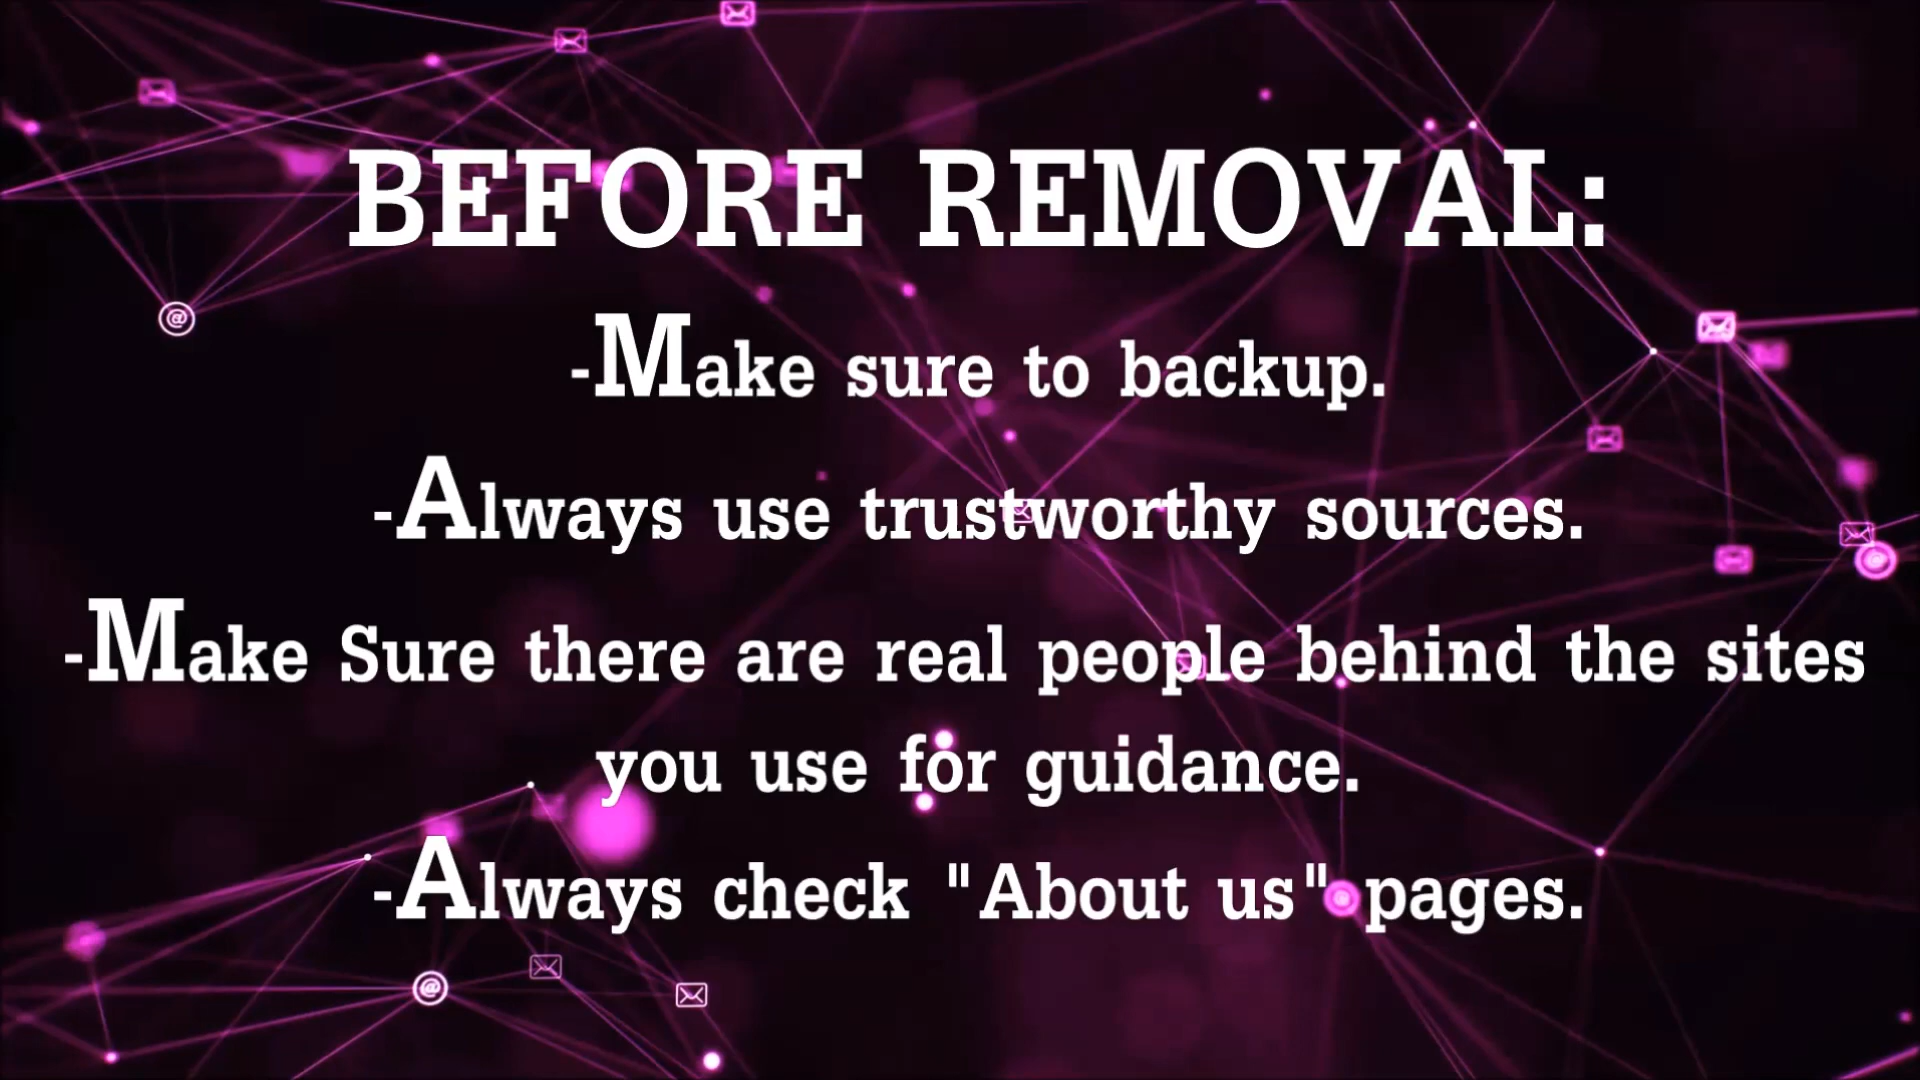 BEFORE REMOVAL:
-Make sure to backup.
-Always use trustworthy sources.
-Make Sure there are real people behind the sites
you use for guidance.
-Always check "About us" pages.